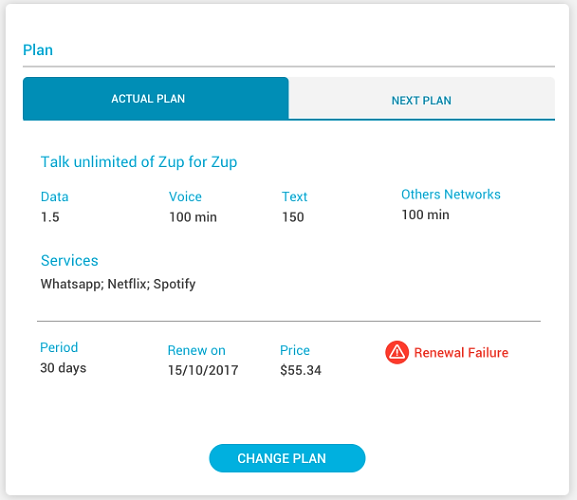 Plan
ACTUAL PLAN
NEXT PLAN
Talk unlimited of Zup for Zup
Data Voice Text Others Networks
1.5 100 min 150 100 min
Services
Whatsapp; Netflix; Spotify
Period Renew on Price
30 days 15/10/2017 $55.34
Renewal Failure
CHANGE PLAN